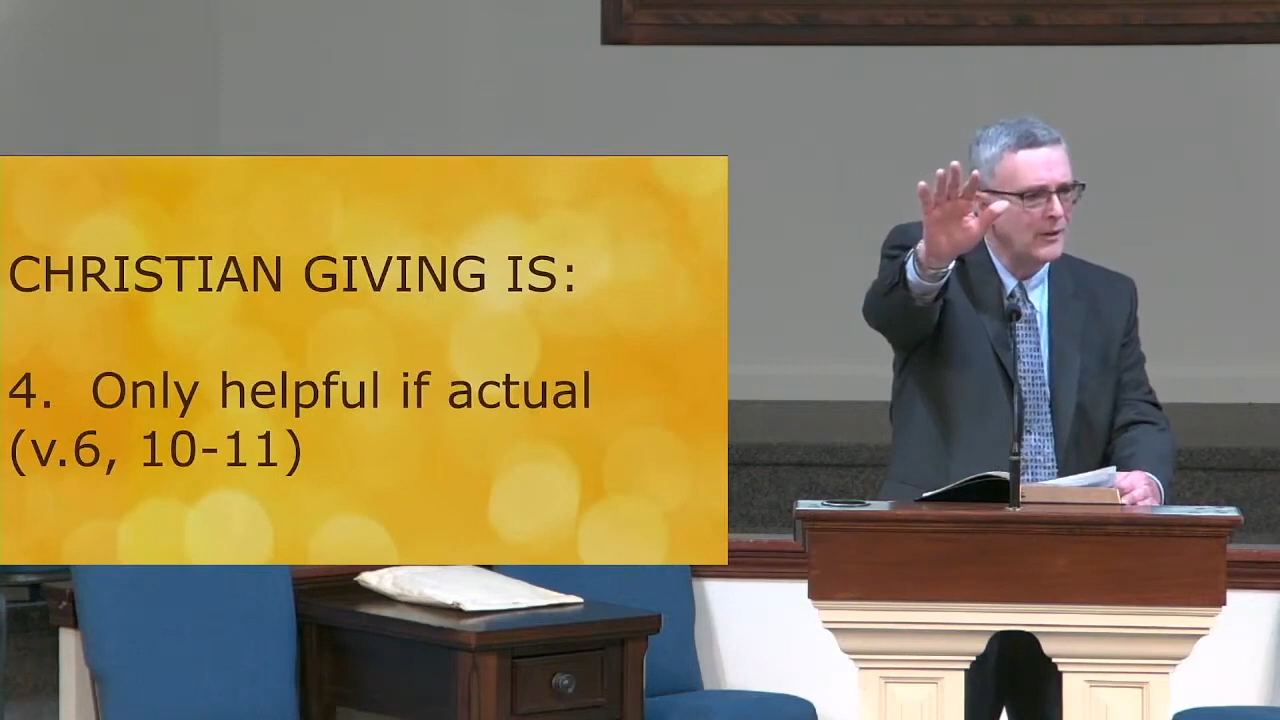 CHRISTIAN GIVING IS:
4. Only helpful if actual
(v.6, 10-11)